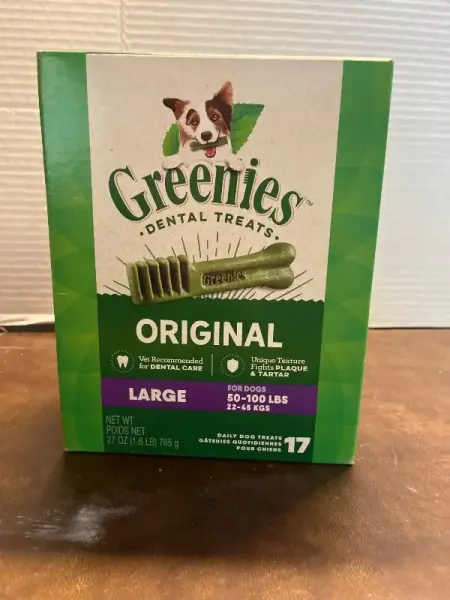 Greenies™
• DENTAL TREATS •
Greenies
ORIGINAL
Vet Recommended
for DENTAL CARE
Unique Texture
Fights PLAQUE
& TARTAR
LARGE
FOR DOGS
50-100 LBS
22-45 KGS
NET WT
POIDS NET
27 OZ (1.6 LB) 765 g
DAILY DOG TREATS
GÂTERIES QUOTIDIENNES
POUR CHIENS
17